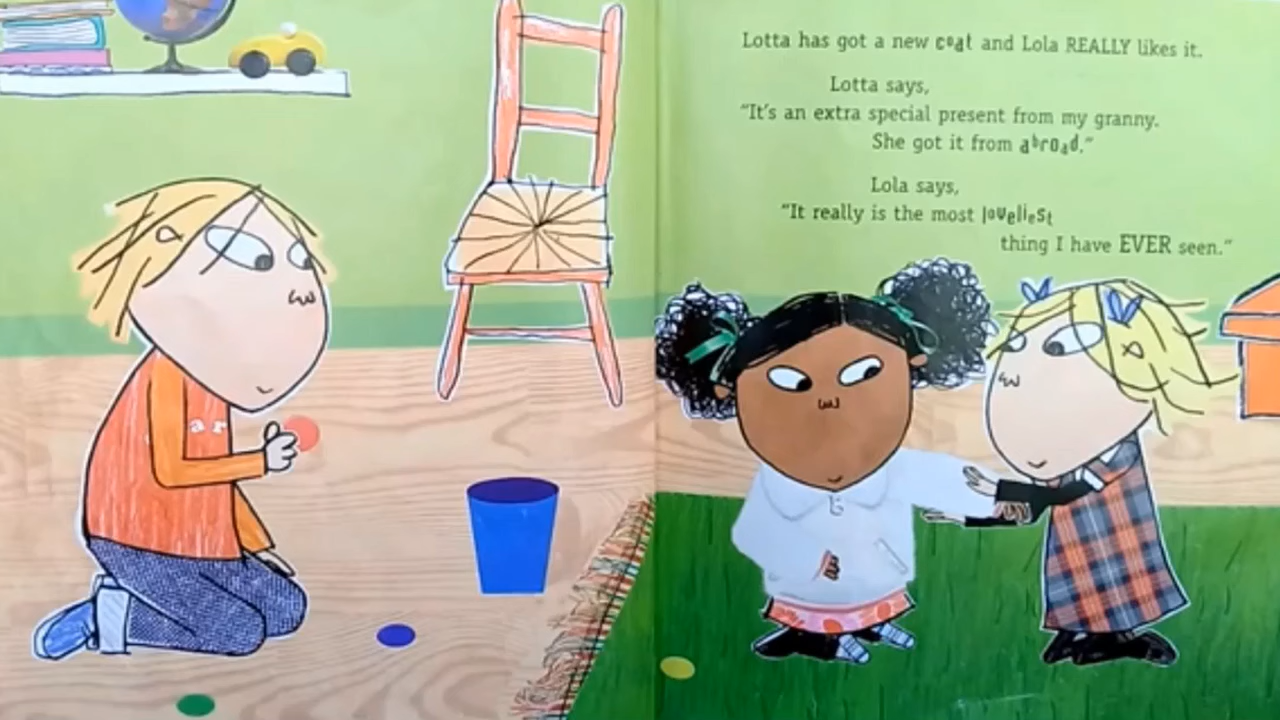 Lotta has got a new coat and Lola REALLY likes it.
Lotta says,
"It's an extra special present from my granny.
She got it from abroad."
Lola says,
"It really is the most loveliest
thing I have EVER seen."